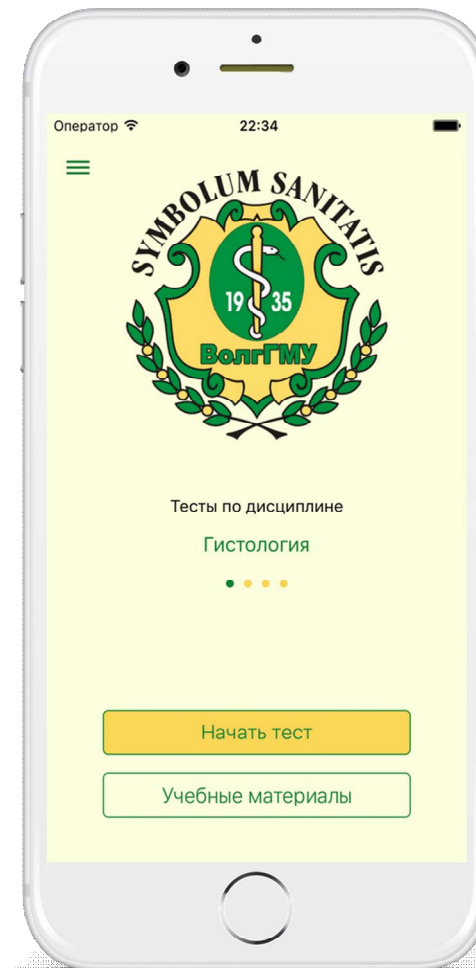 Оператор 22:34
SYMBOLUM SANITATIS
19 35
ВолгГМУ
Тесты по дисциплине
Гистология
Начать тест
Учебные материалы